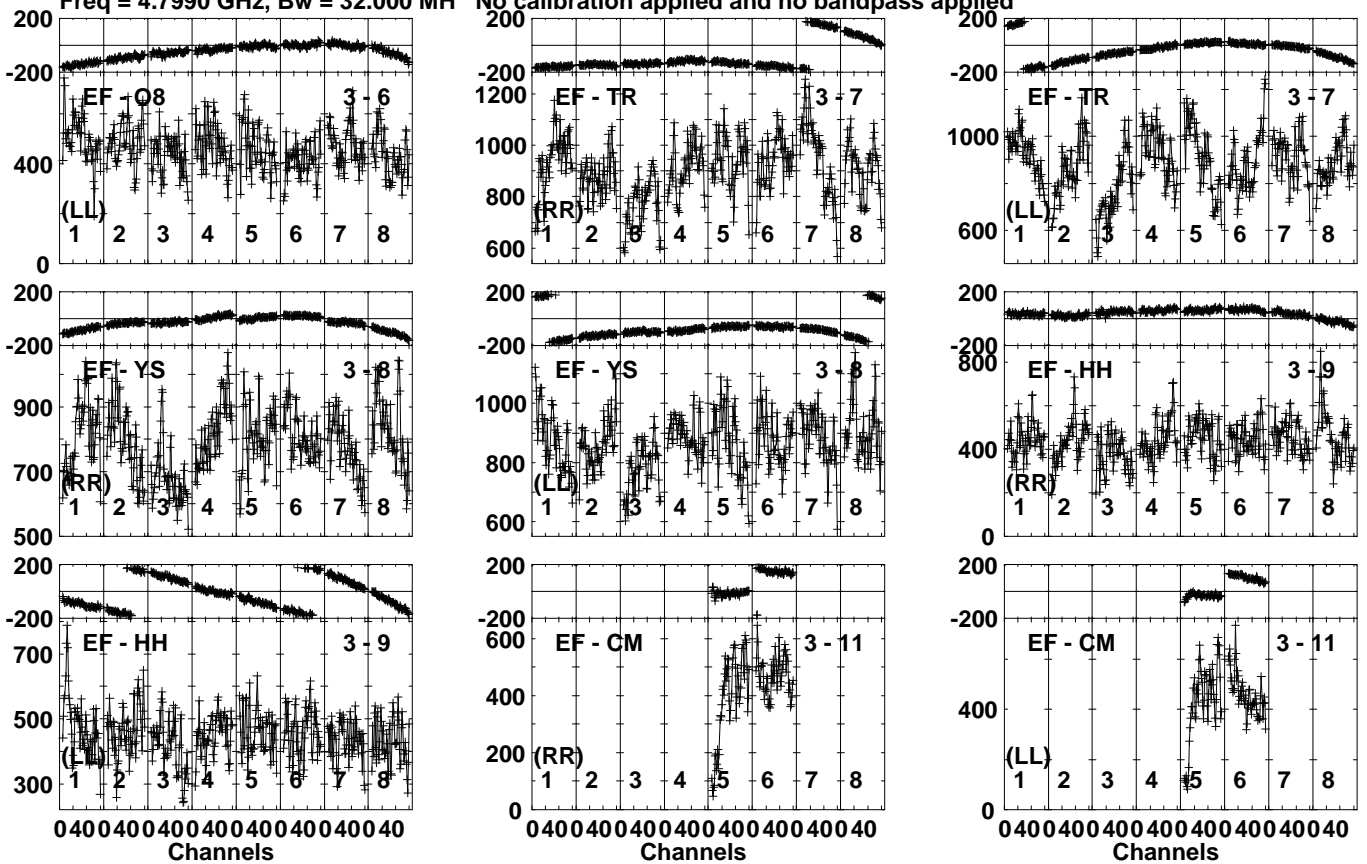 Freq = 4.7990 GHz, Bw = 32.000 MH No calibration applied and no bandpass applied
200
-200
EF - O8 3 - 6
400
(LL)
1 2 3 4 5 6 7 8
0
200
-200
1200
EF - TR 3 - 7
1000
800
(RR)
600
1 2 3 4 5 6 7 8
200
-200
EF - TR 3 - 7
1000
(LL)
600
1 2 3 4 5 6 7 8
200
-200
EF - YS 3 - 8
900
700
(RR)
1 2 3 4 5 6 7 8
500
200
-200
EF - YS 3 - 8
1000
800
(LL)
1 2 3 4 5 6 7 8
600
200
-200
800
EF - HH 3 - 9
400
(RR)
1 2 3 4 5 6 7 8
0
200
-200
EF - HH 3 - 9
700
500
(LL)
300
1 2 3 4 5 6 7 8
200
-200
600
EF - CM 3 - 11
400
200
(RR)
1 2 3 4 5 6 7 8
0
200
-200
EF - CM 3 - 11
400
(LL)
1 2 3 4 5 6 7 8
0
0 40 0 40 0 40 0 40 0 40 0 40 0 40 0 40
Channels
0 40 0 40 0 40 0 40 0 40 0 40 0 40 0 40
Channels
0 40 0 40 0 40 0 40 0 40 0 40 0 40 0 40
Channels